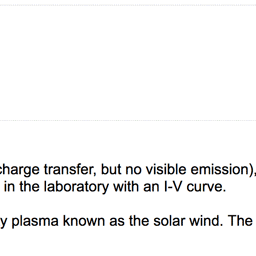 charge transfer, but no visible emission),
in the laboratory with an I-V curve.
y plasma known as the solar wind. The